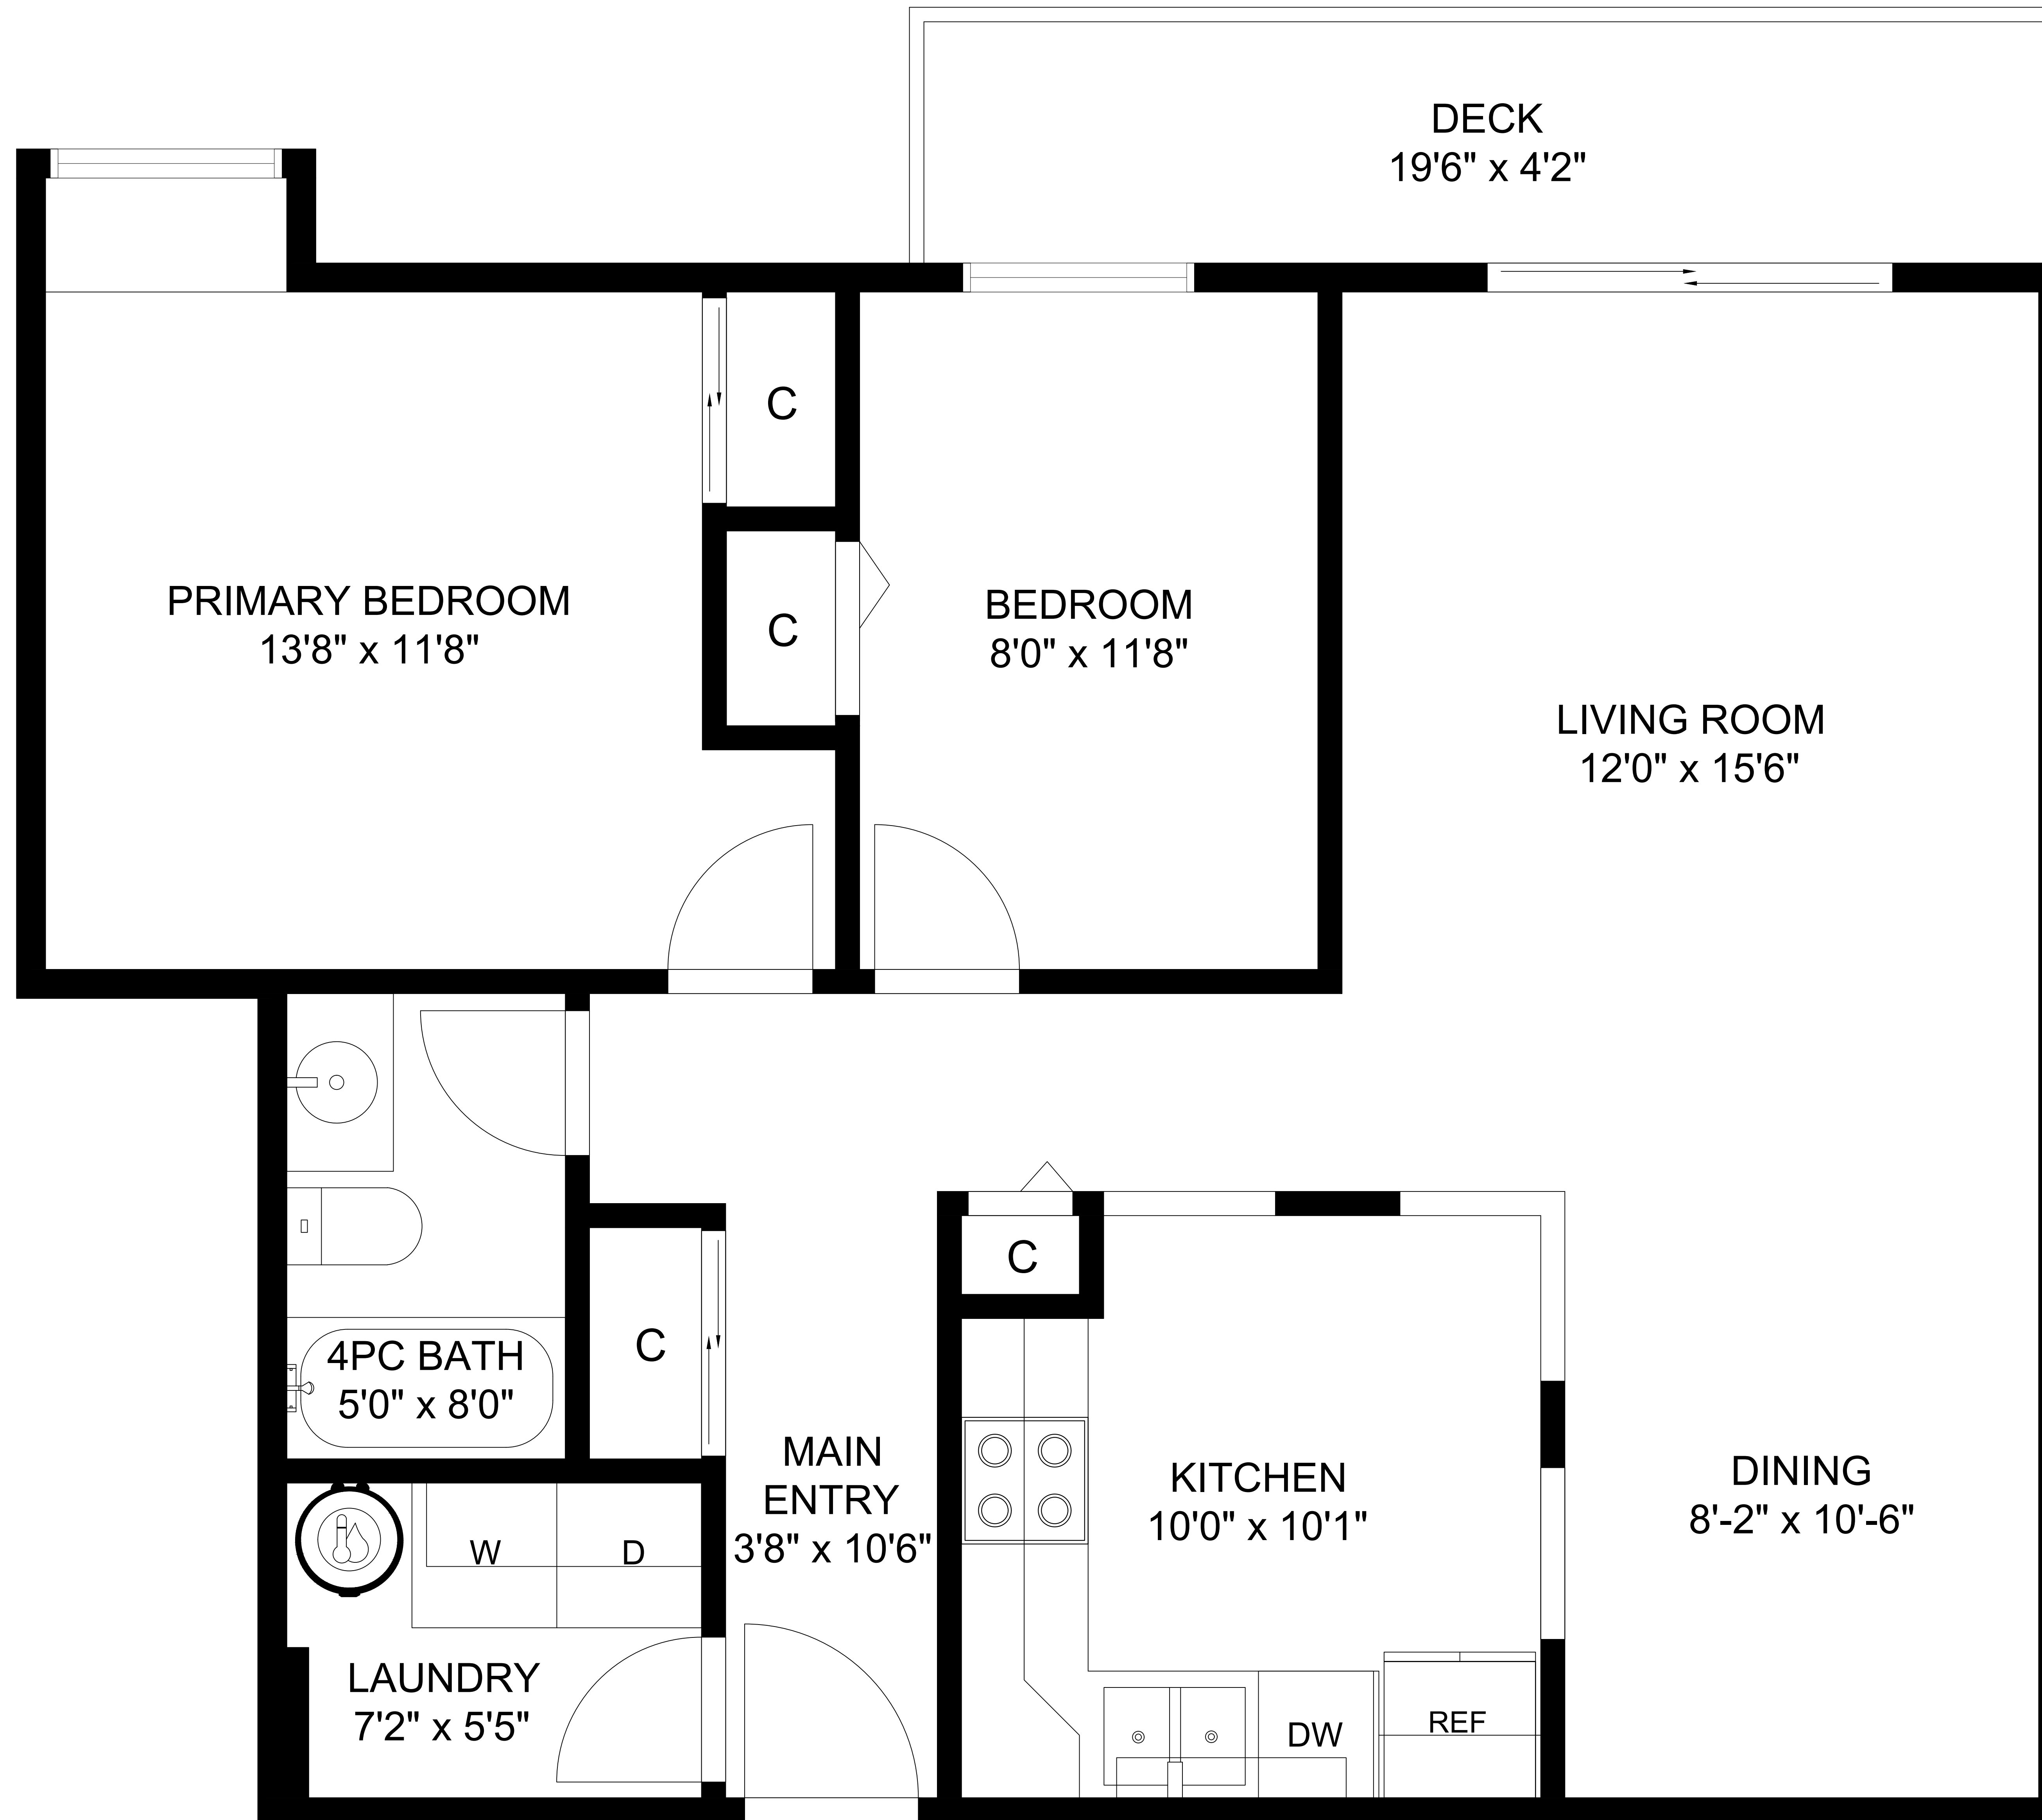 DECK
19'6" x 4'2"
C
PRIMARY BEDROOM
13'8" x 11'8"
C
BEDROOM
8'0" x 11'8"
LIVING ROOM
12'0" x 15'6"
C
4PC BATH
5'0" x 8'0"
C
MAIN
ENTRY
3'8" x 10'6"
KITCHEN
10'0" x 10'1"
DINING
8'-2" x 10'-6"
W
D
LAUNDRY
7'2" x 5'5"
DW
REF